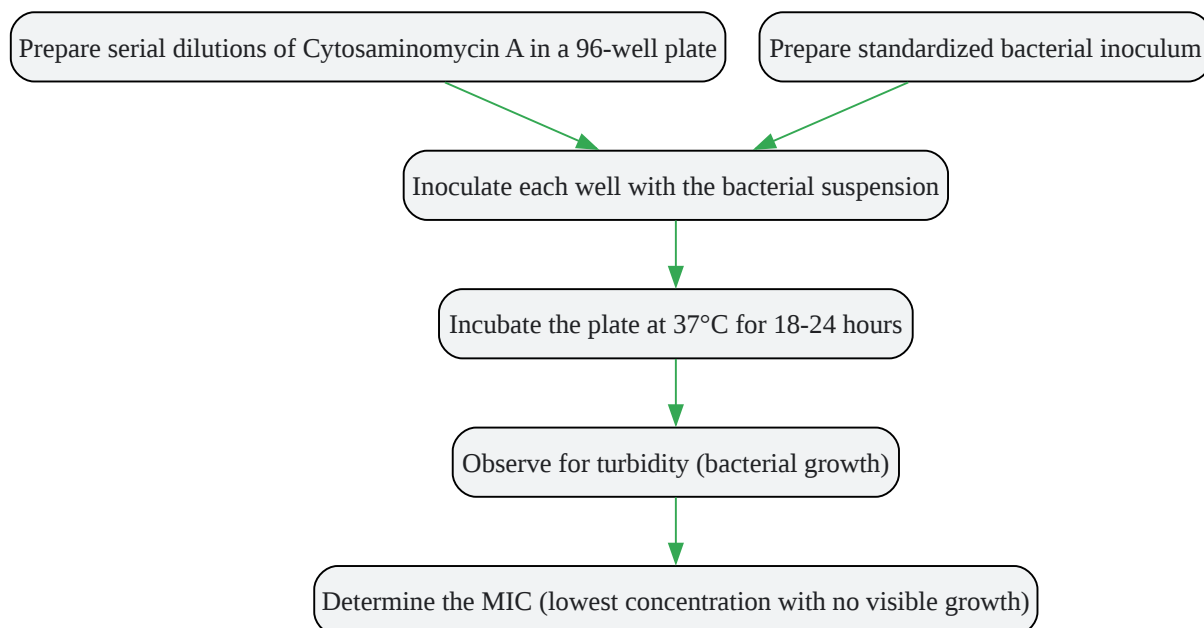 Prepare serial dilutions of Cytosaminomycin A in a 96-well plate
Prepare standardized bacterial inoculum
Inoculate each well with the bacterial suspension
Incubate the plate at 37°C for 18-24 hours
Observe for turbidity (bacterial growth)
Determine the MIC (lowest concentration with no visible growth)